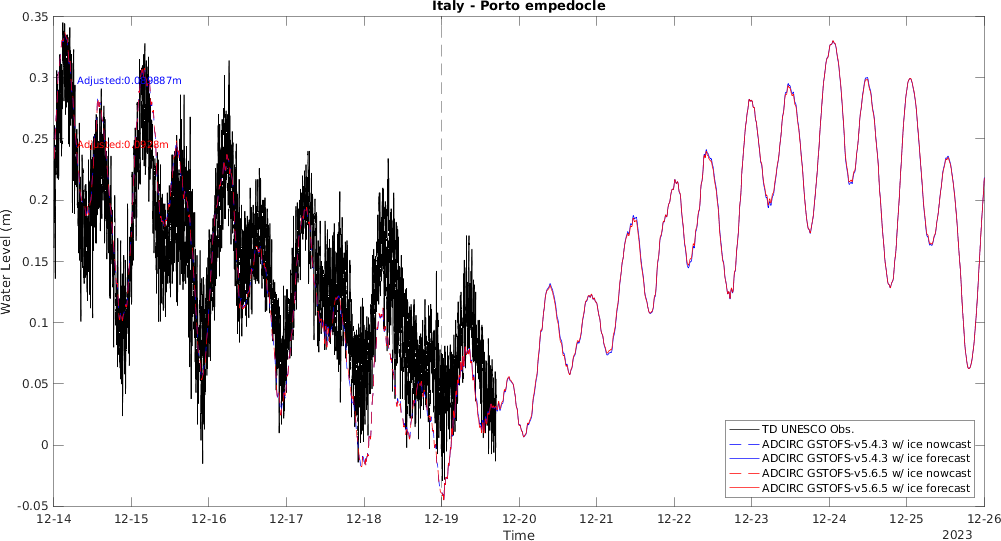 Italy - Porto empedocle
0.35
0.3
0.25
0.2
0.15
0.1
0.05
0
-0.05
Water Level (m)
12-14 12-15 12-16 12-17 12-18 12-19 12-20 12-21 12-22 12-23 12-24 12-25 12-26
Time
2023
TD UNESCO Obs.
ADCIRC GSTOFS-v5.4.3 w/ ice nowcast
ADCIRC GSTOFS-v5.4.3 w/ ice forecast
ADCIRC GSTOFS-v5.6.5 w/ ice nowcast
ADCIRC GSTOFS-v5.6.5 w/ ice forecast